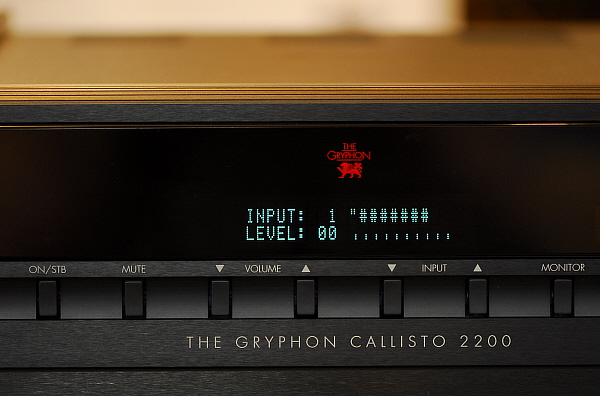 THE
GRYPHON
INPUT: 1 "#######
LEVEL: 00 ::::::::::
ON/STB MUTE ▼ VOLUME ▲ ▼ INPUT ▲ MONITOR
THE GRYPHON CALLISTO 2200